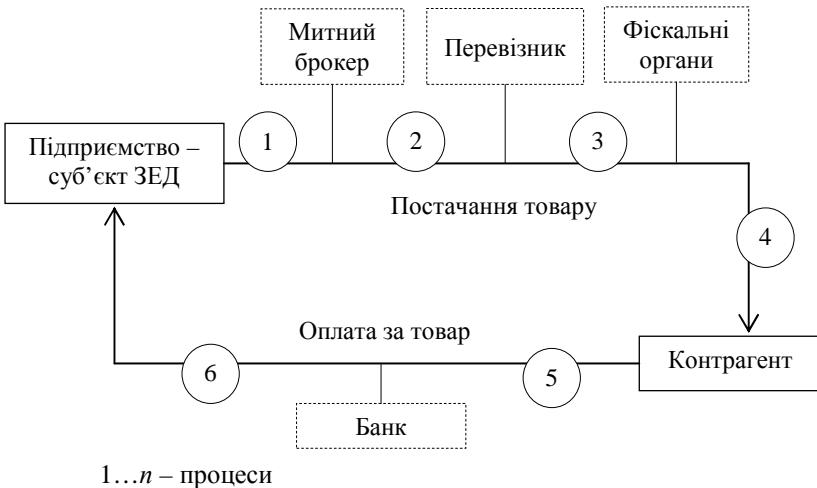 Митний
брокер
Перевізник
Фіскальні
органи
1
2
3
Підприємство –
суб’єкт ЗЕД
Постачання товару
4
Оплата за товар
Контрагент
6
5
Банк
1…n – процеси